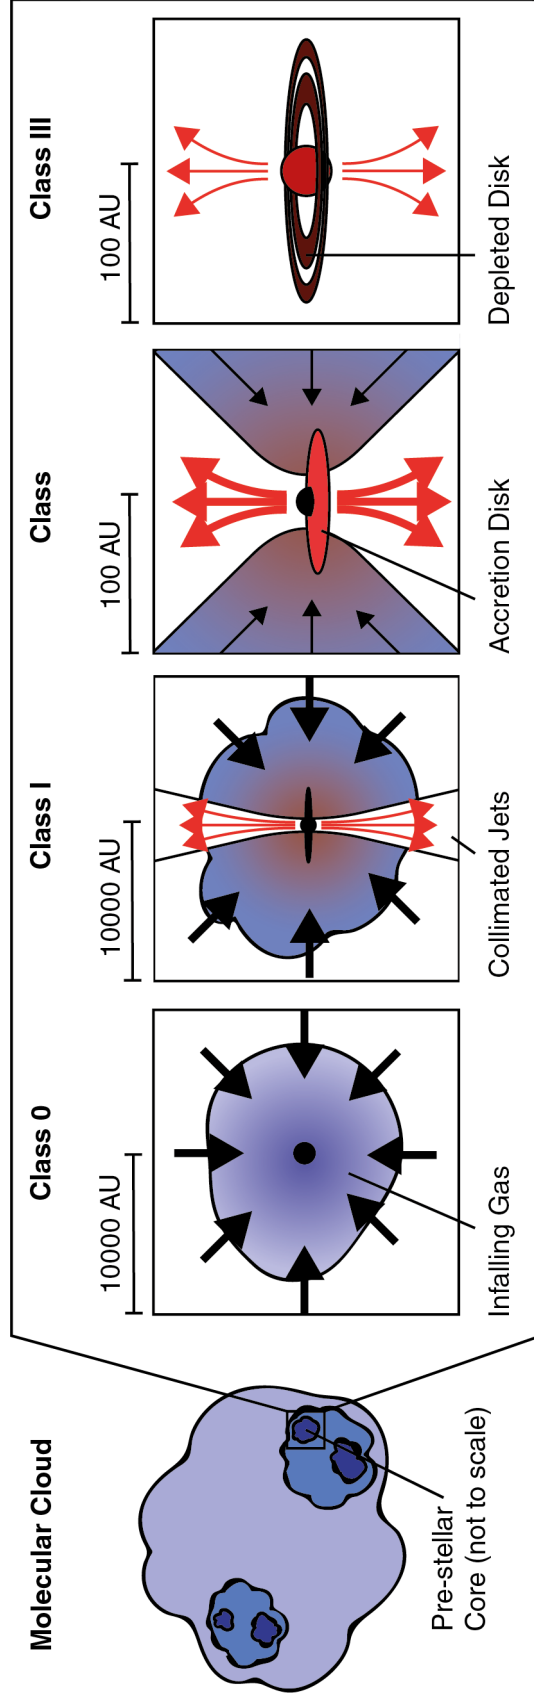 Molecular Cloud
Pre-stellar
Core (not to scale)
Class 0
10000 AU
Infalling Gas
Class I
10000 AU
Collimated Jets
Class
100 AU
Accretion Disk
Class III
100 AU
Depleted Disk